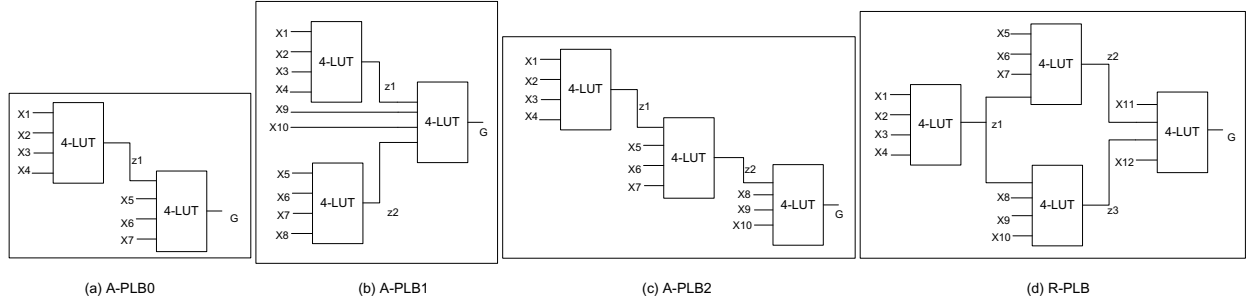 X1
X2
X3
X4
4-LUT
z1
X5
X6
X7
4-LUT
G
(a) A-PLB0
X1
X2
X3
X4
4-LUT
z1
X9
X10
4-LUT
G
X5
X6
X7
X8
4-LUT
z2
(b) A-PLB1
X1
X2
X3
X4
4-LUT
z1
X5
X6
X7
4-LUT
z2
X8
X9
X10
4-LUT
G
(c) A-PLB2
X1
X2
X3
X4
4-LUT
z1
X5
X6
X7
4-LUT
z2
X8
X9
X10
4-LUT
z3
X11
X12
4-LUT
G
(d) R-PLB